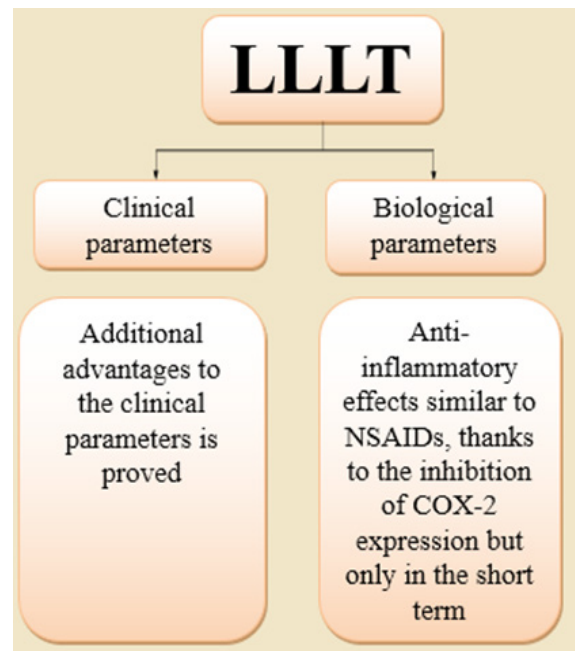 LLLT
Clinical
parameters
Biological
parameters
Additional
advantages to
the clinical
parameters is
proved
Anti-
inflammatory
effects similar to
NSAIDs, thanks
to the inhibition
of COX-2
expression but
only in the short
term